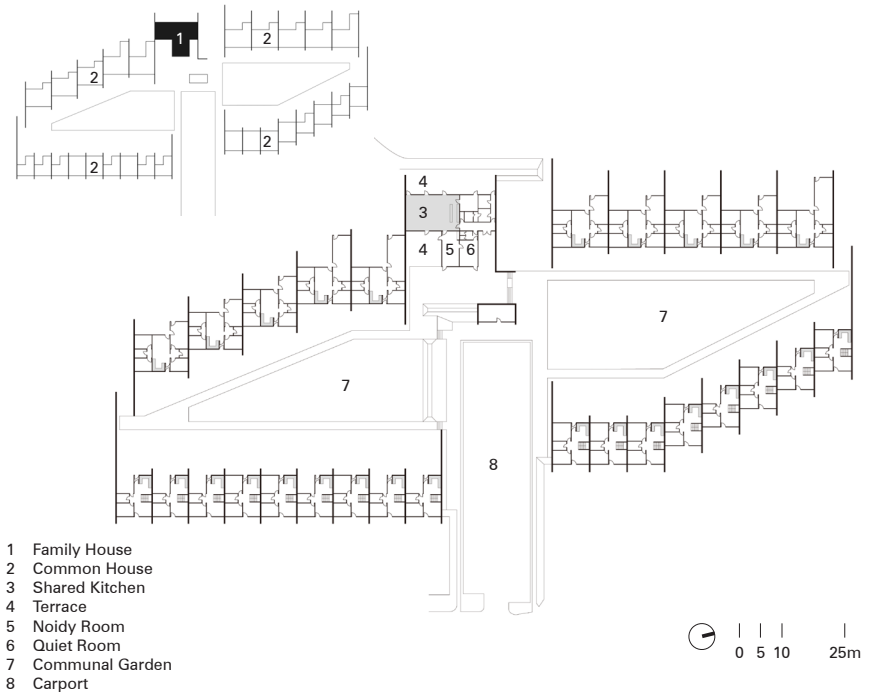 1
2
2
2
2
4
3
4
5
6
7
7
8
1 Family House
2 Common House
3 Shared Kitchen
4 Terrace
5 Noidy Room
6 Quiet Room
7 Communal Garden
8 Carport
0 5 10 25m